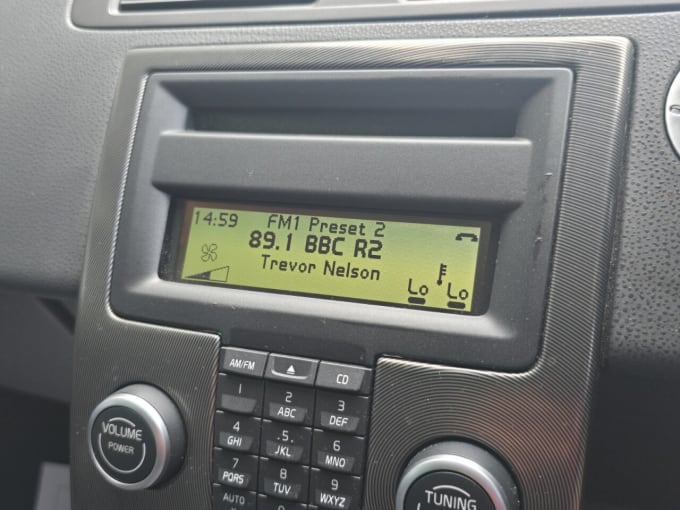 14:59 FM1 Preset 2
89.1 BBC R2
Trevor Nelson
Lo Lo
AM/FM CD
1 2 ABC 3 DEF
4 GHI 5 JKL 6 MNO
7 PQRS 8 TUV 9 WXYZ
AUTO 0
VOLUME
POWER
TUNING